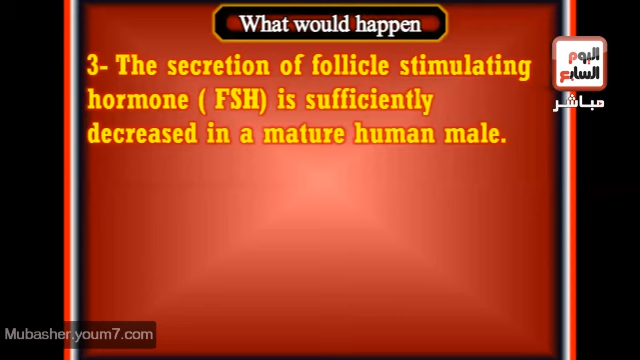 What would happen
3- The secretion of follicle stimulating
hormone ( FSH) is sufficiently
decreased in a mature human male.
اليوم
السابع
مباشر
Mubasher.youm7.com